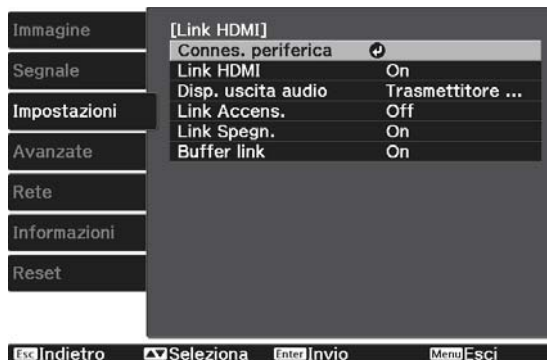 Immagine
Segnale
Impostazioni
Avanzate
Rete
Informazioni
Reset
[Link HDMI]
Connes. periferica
Link HDMI On
Disp. uscita audio Trasmettitore ...
Link Accens. Off
Link Spegn. On
Buffer link On
Esc Indietro Seleziona Enter Invio Menu Esci